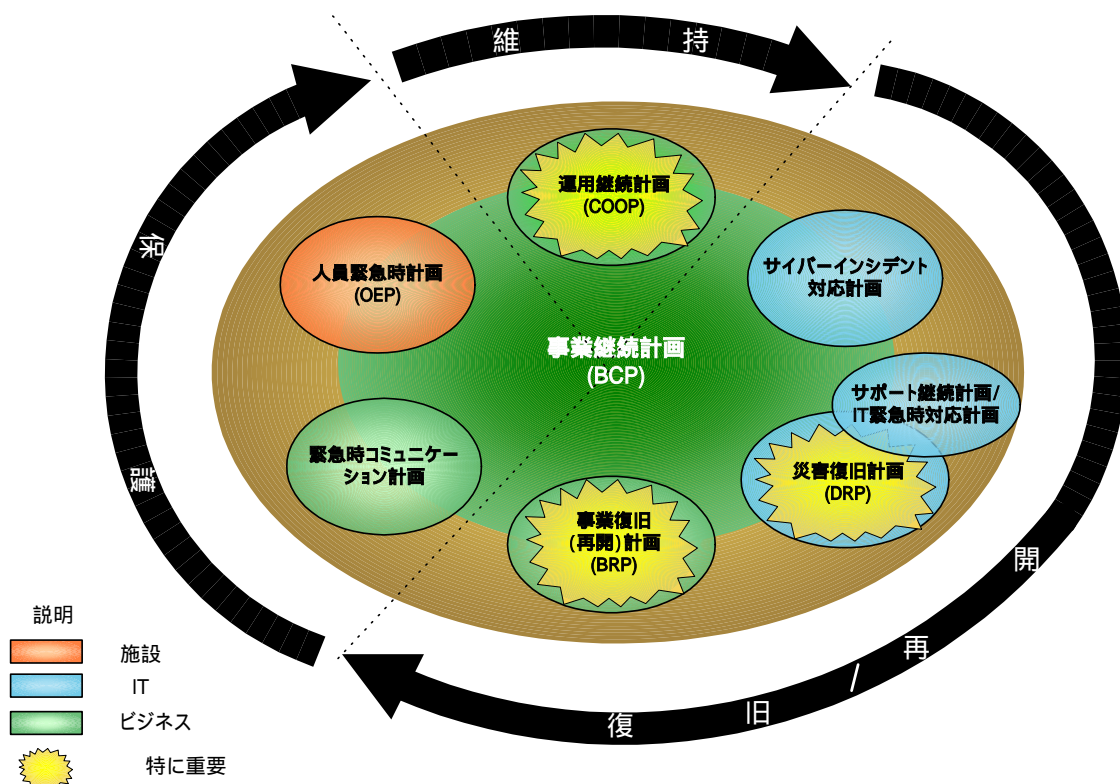 維持
保護
運用継続計画
(COOP)
人員緊急時計画
(OEP)
サイバーインシデント
対応計画
事業継続計画
(BCP)
サポート継続計画/
IT緊急時対応計画
緊急時コミュニケー
ション計画
災害復旧計画
(DRP)
事業復旧
(再開)計画
(BRP)
復旧/再開
説明
施設
IT
ビジネス
特に重要